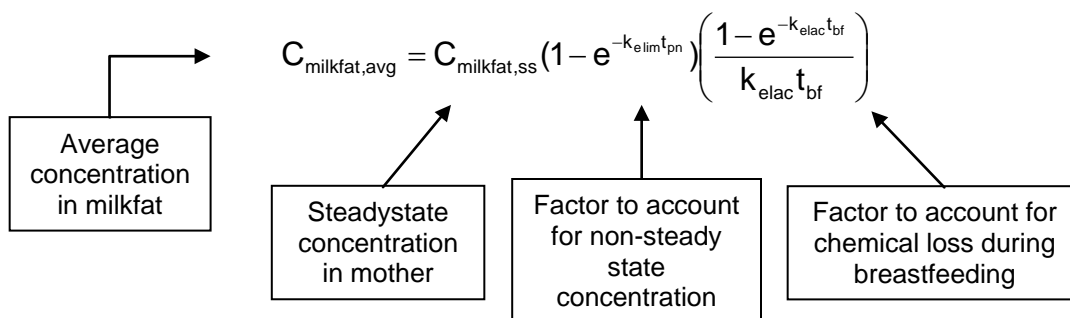 C_milkfat,avg = C_milkfat,ss (1 − e^(−k_elim t_pn)) ((1 − e^(−k_elac t_bf)) / (k_elac t_bf))
Average
concentration
in milkfat
Steadystate
concentration
in mother
Factor to account
for non-steady
state
concentration
Factor to account for
chemical loss during
breastfeeding